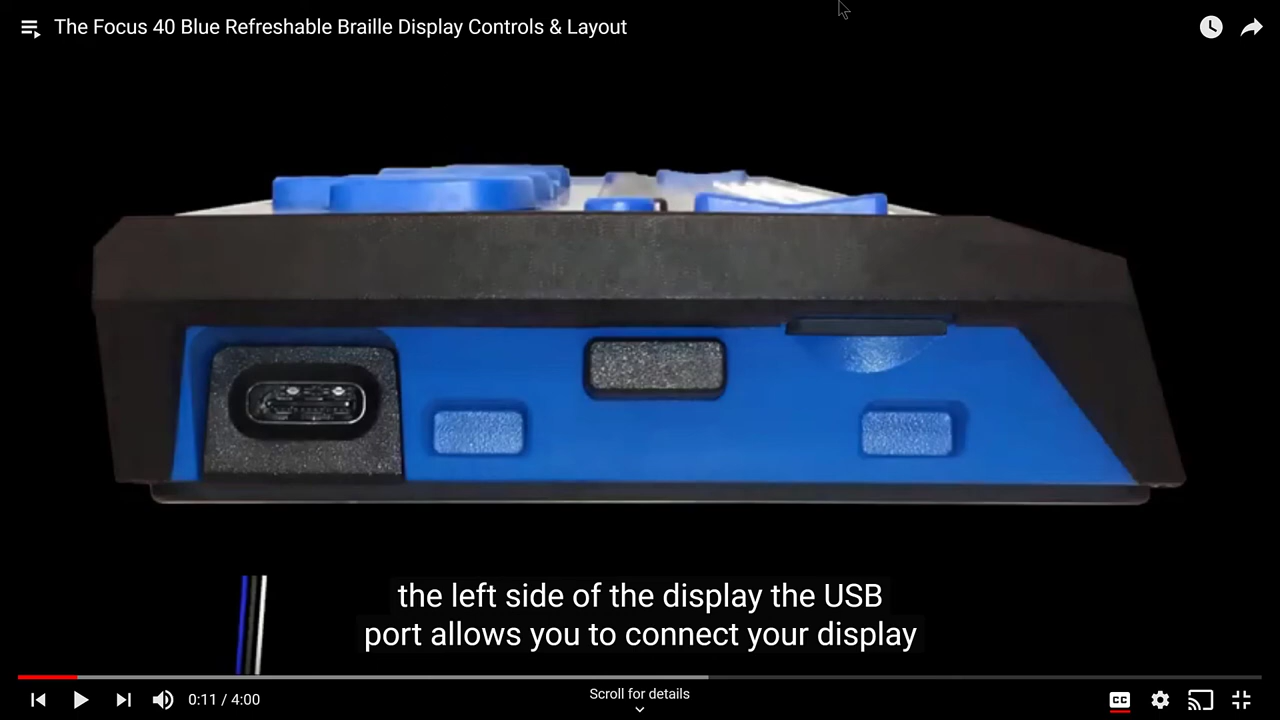 The Focus 40 Blue Refreshable Braille Display Controls & Layout
the left side of the display the USB
port allows you to connect your display
0:11 / 4:00
Scroll for details
CC